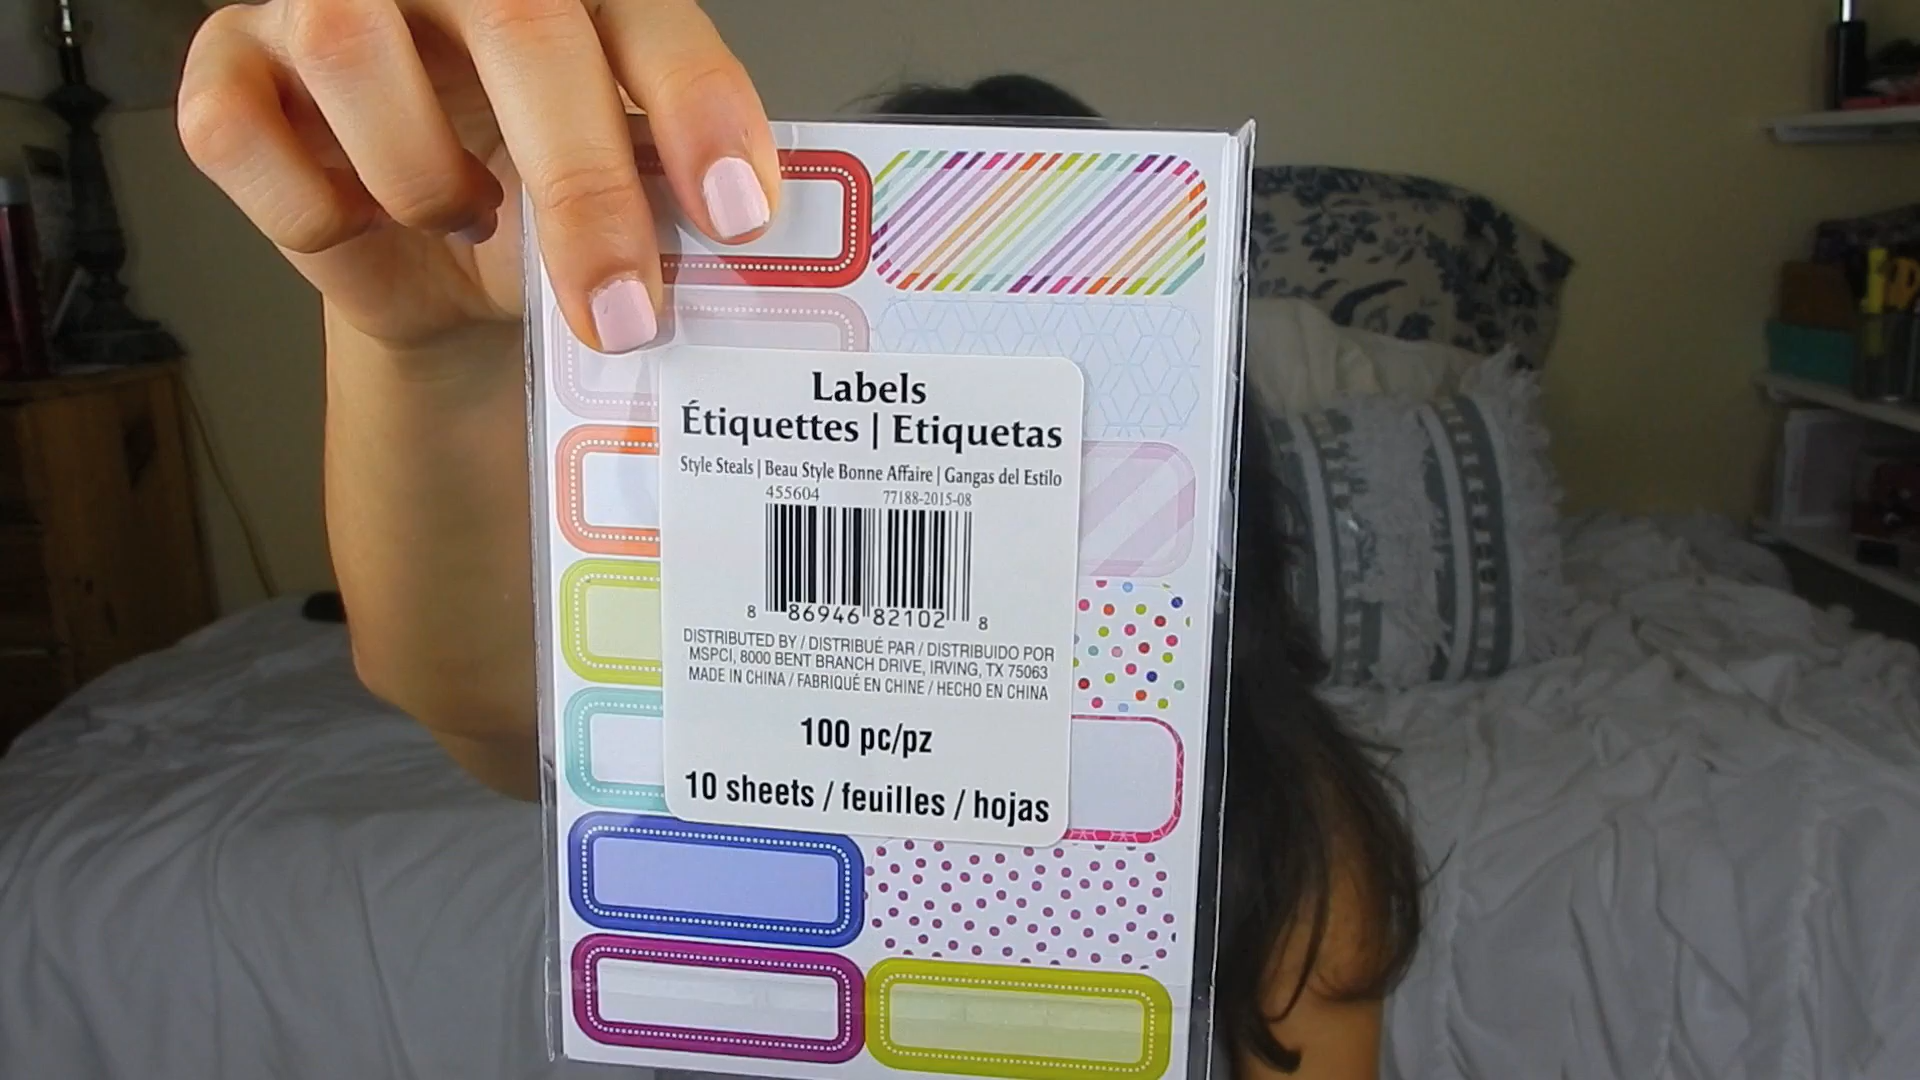 Labels
Étiquettes | Etiquetas
Style Steals | Beau Style Bonne Affaire | Gangas del Estilo
455604 77188-2015-08
8 86946 82102 8
DISTRIBUTED BY / DISTRIBUÉ PAR / DISTRIBUIDO POR
MSPCI, 8000 BENT BRANCH DRIVE, IRVING, TX 75063
MADE IN CHINA / FABRIQUÉ EN CHINE / HECHO EN CHINA
100 pc/pz
10 sheets / feuilles / hojas